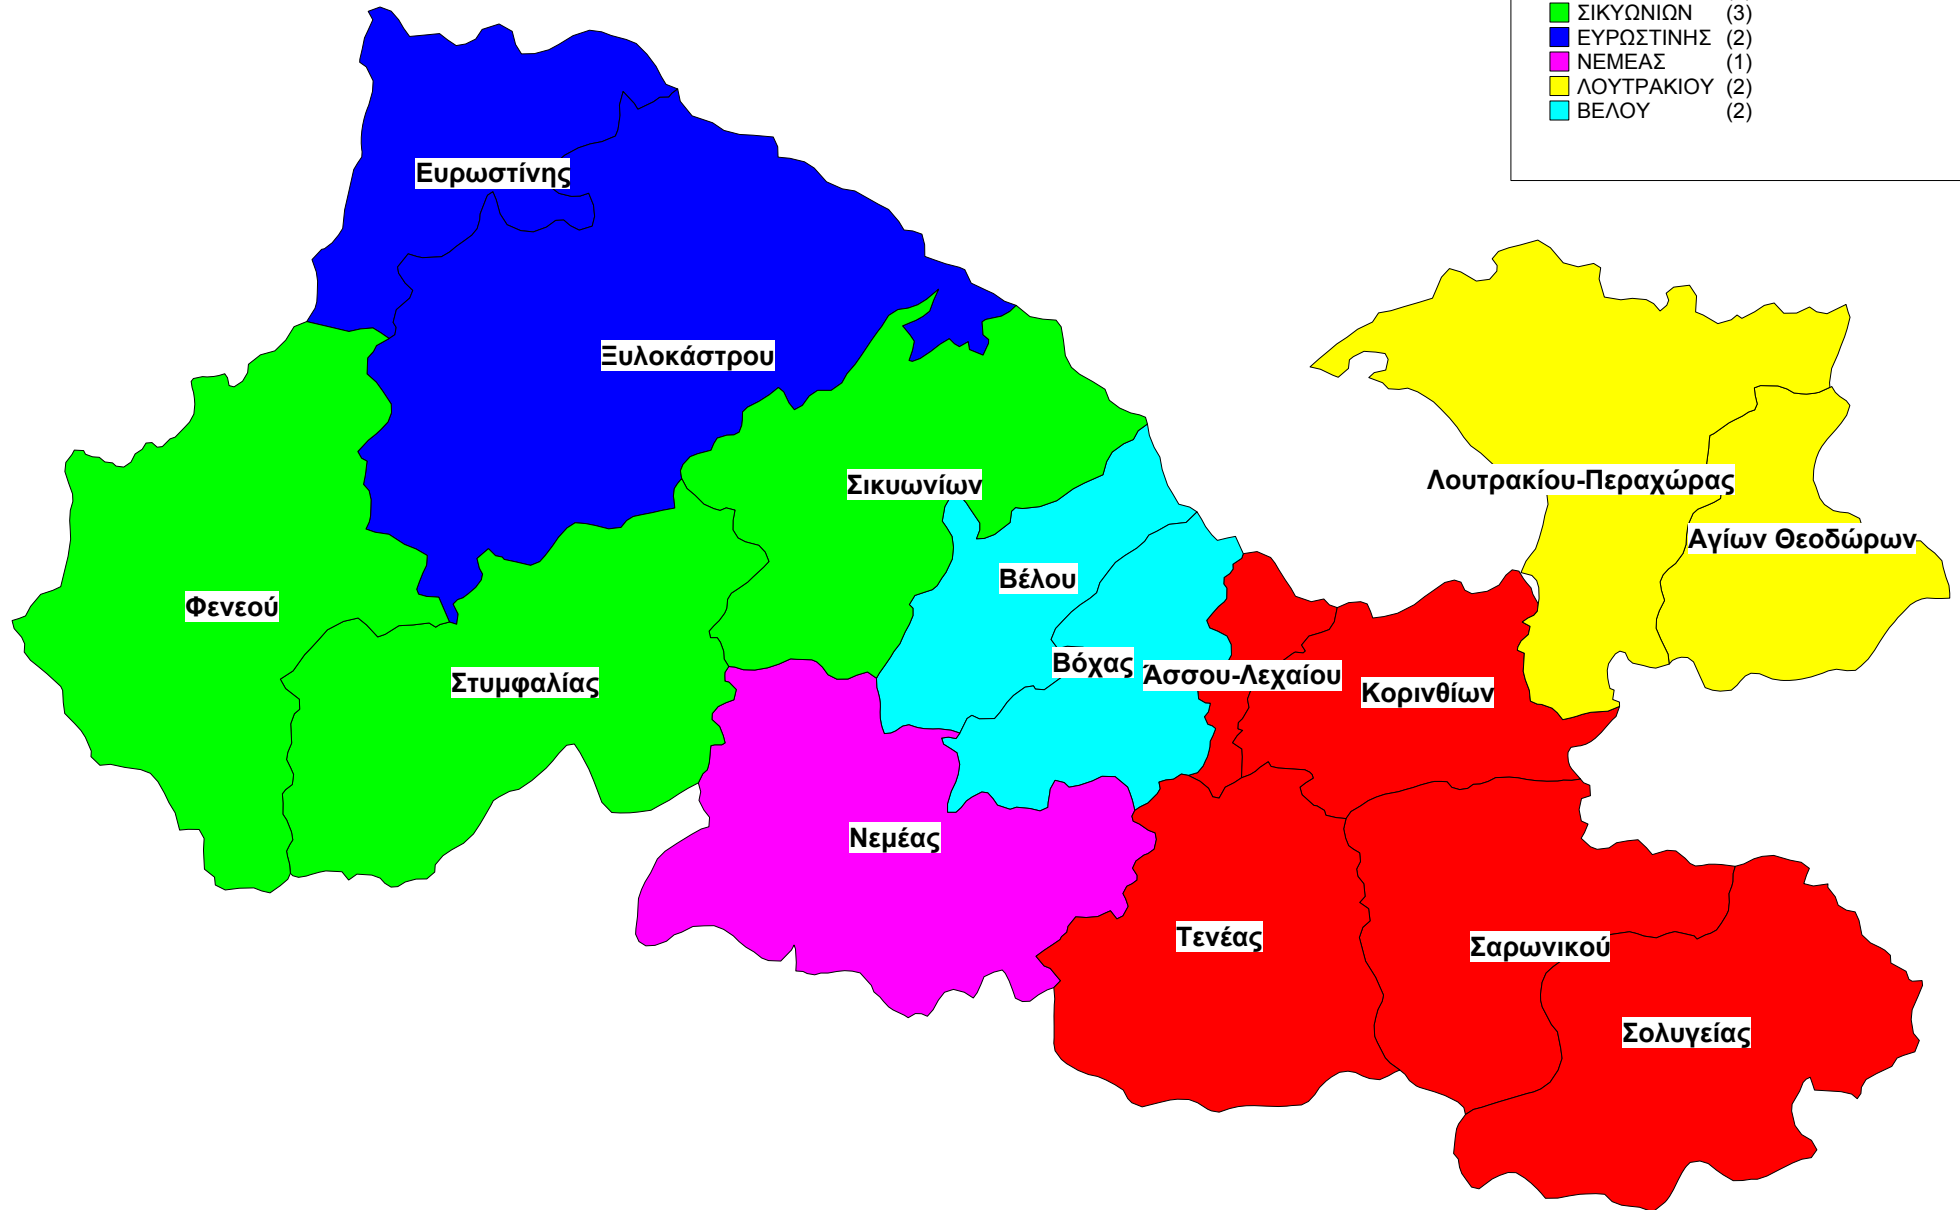 ΣΙΚΥΩΝΙΩΝ (3)
ΕΥΡΩΣΤΙΝΗΣ (2)
ΝΕΜΕΑΣ (1)
ΛΟΥΤΡΑΚΙΟΥ (2)
ΒΕΛΟΥ (2)
Ευρωστίνης
Ξυλοκάστρου
Σικυωνίων
Λουτρακίου-Περαχώρας
Αγίων Θεοδώρων
Βέλου
Φενεού
Βόχας
Άσσου-Λεχαίου
Στυμφαλίας
Κορινθίων
Νεμέας
Τενέας
Σαρωνικού
Σολυγείας